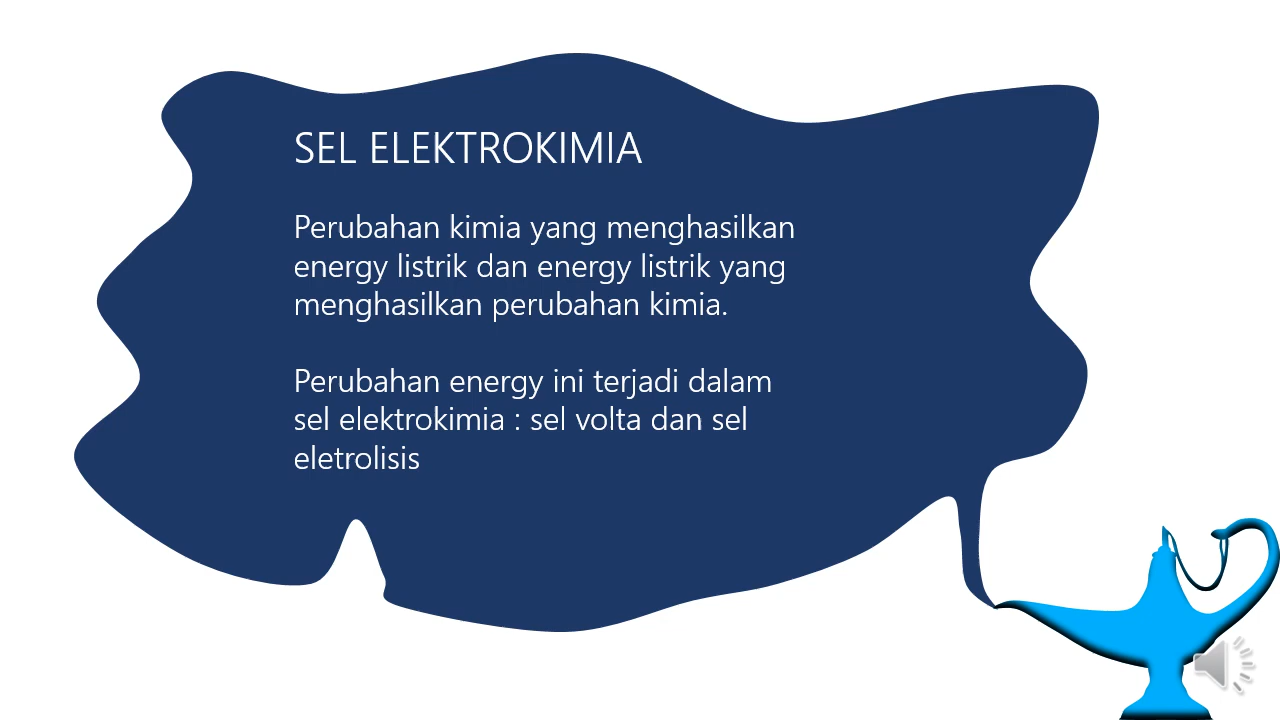 SEL ELEKTROKIMIA
Perubahan kimia yang menghasilkan
energy listrik dan energy listrik yang
menghasilkan perubahan kimia.
Perubahan energy ini terjadi dalam
sel elektrokimia : sel volta dan sel
eletrolisis